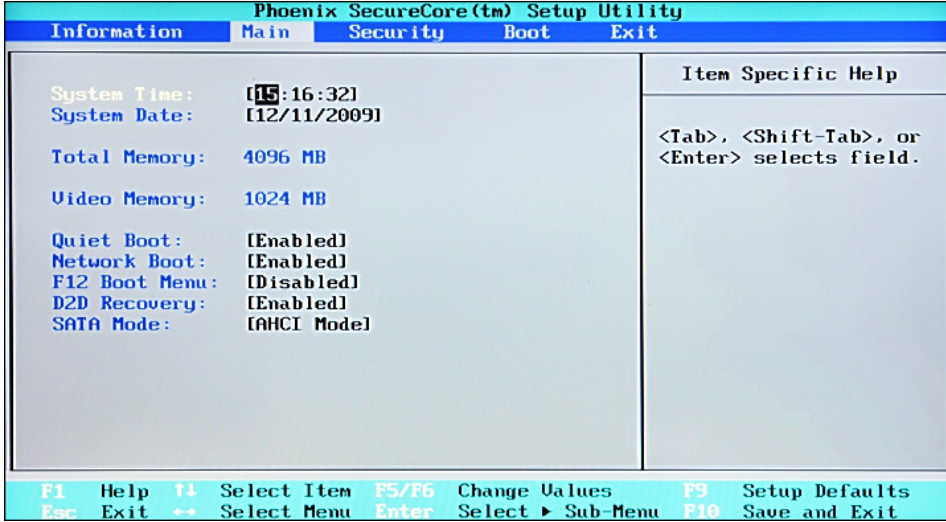 Phoenix SecureCore(tm) Setup Utility
Information Main Security Boot Exit
Item Specific Help
System Time: [15:16:32]
System Date: [12/11/2009]
<Tab>, <Shift-Tab>, or
<Enter> selects field.
Total Memory: 4096 MB
Video Memory: 1024 MB
Quiet Boot: [Enabled]
Network Boot: [Enabled]
F12 Boot Menu: [Disabled]
D2D Recovery: [Enabled]
SATA Mode: [AHCI Mode]
F1 Help ↑↓ Select Item F5/F6 Change Values F9 Setup Defaults
Esc Exit ↔ Select Menu Enter Select ▶ Sub-Menu F10 Save and Exit